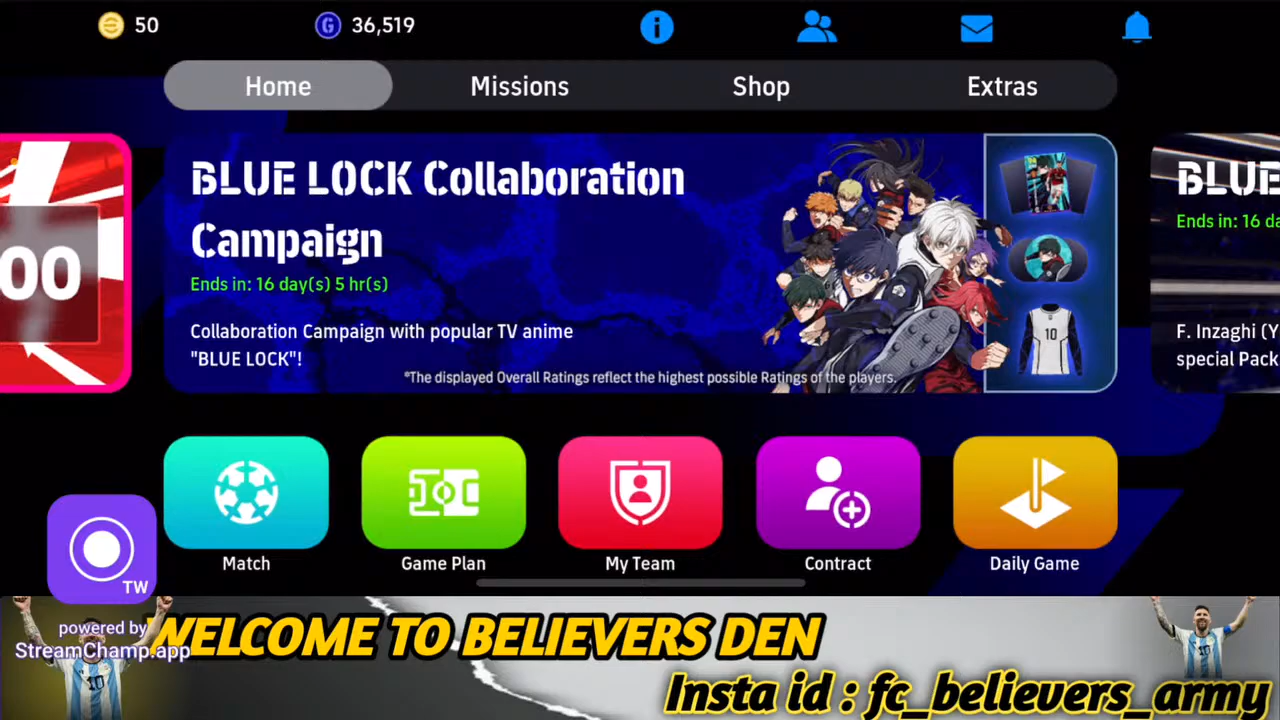 50
36,519
Home
Missions
Shop
Extras
00
BLUE LOCK Collaboration
Campaign
Ends in: 16 day(s) 5 hr(s)
Collaboration Campaign with popular TV anime
"BLUE LOCK"!
*The displayed Overall Ratings reflect the highest possible Ratings of the players.
10
BLUE
Ends in: 16 da
F. Inzaghi (Y
special Pack
Match
Game Plan
My Team
Contract
Daily Game
TW
powered by
StreamChamp.app
WELCOME TO BELIEVERS DEN
Insta id : fc_believers_army
10